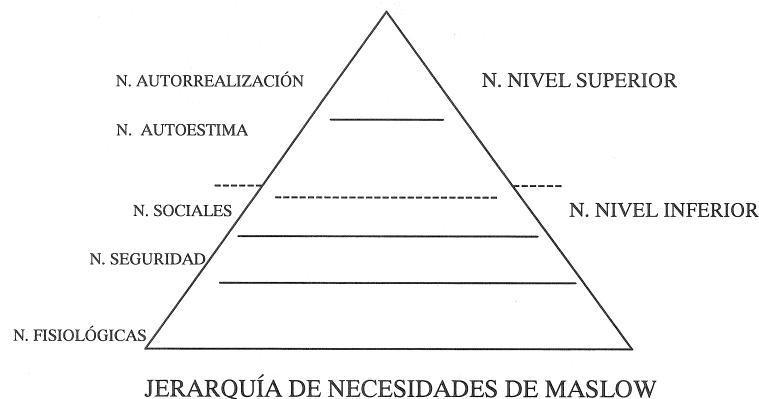 N. AUTORREALIZACIÓN
N. NIVEL SUPERIOR
N. AUTOESTIMA
N. SOCIALES
N. NIVEL INFERIOR
N. SEGURIDAD
N. FISIOLÓGICAS
JERARQUÍA DE NECESIDADES DE MASLOW